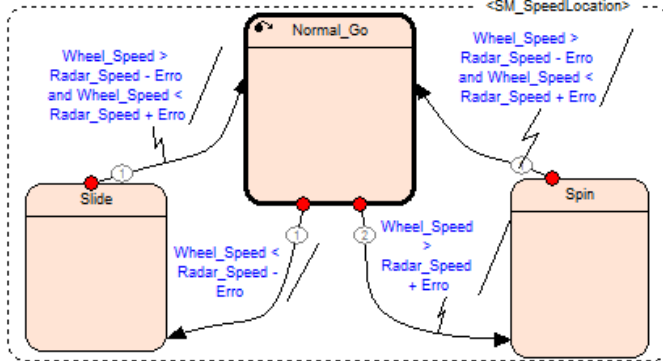 <SM_SpeedLocation>
Normal_Go
Wheel_Speed >
Radar_Speed - Erro
and Wheel_Speed <
Radar_Speed + Erro
Wheel_Speed >
Radar_Speed - Erro
and Wheel_Speed <
Radar_Speed + Erro
1
Slide
Spin
1
2
Wheel_Speed <
Radar_Speed -
Erro
Wheel_Speed
>
Radar_Speed
+ Erro